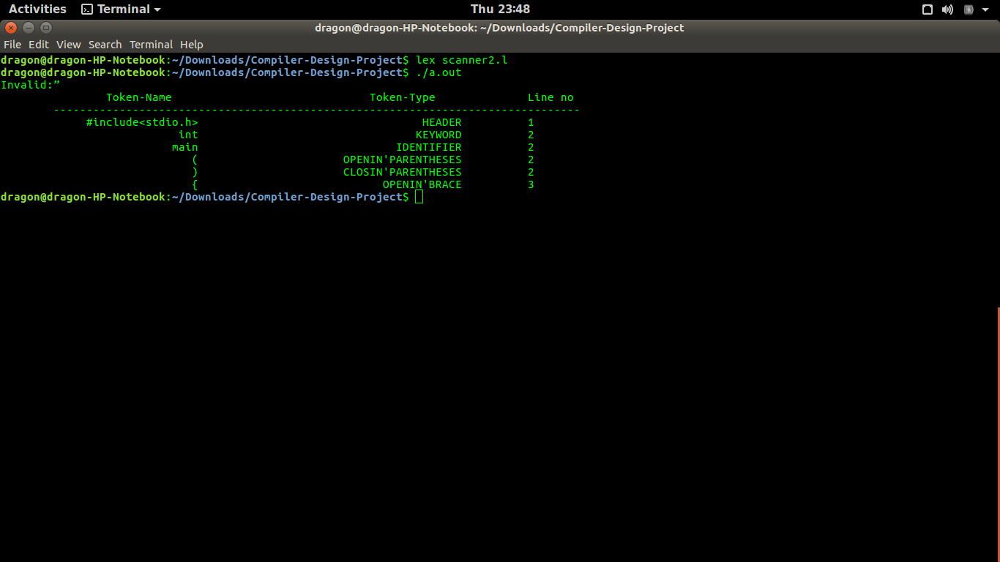 Activities Terminal Thu 23:48
dragon@dragon-HP-Notebook: ~/Downloads/Compiler-Design-Project
File Edit View Search Terminal Help
dragon@dragon-HP-Notebook:~/Downloads/Compiler-Design-Project$ lex scanner2.l
dragon@dragon-HP-Notebook:~/Downloads/Compiler-Design-Project$ ./a.out
Invalid:”
Token-Name Token-Type Line no
--------------------------------------------------------------------------------
#include<stdio.h> HEADER 1
int KEYWORD 2
main IDENTIFIER 2
( OPENIN'PARENTHESES 2
) CLOSIN'PARENTHESES 2
{ OPENIN'BRACE 3
dragon@dragon-HP-Notebook:~/Downloads/Compiler-Design-Project$